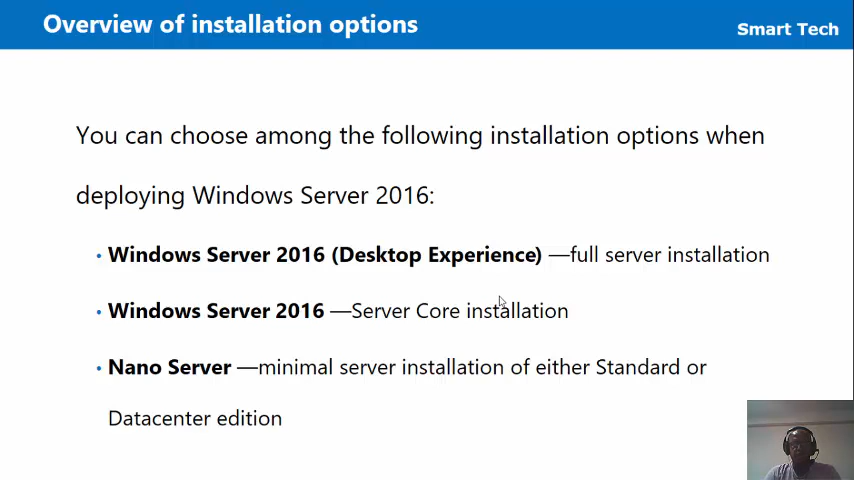 Overview of installation options
Smart Tech
You can choose among the following installation options when
deploying Windows Server 2016:
• Windows Server 2016 (Desktop Experience) —full server installation
• Windows Server 2016 —Server Core installation
• Nano Server —minimal server installation of either Standard or
Datacenter edition